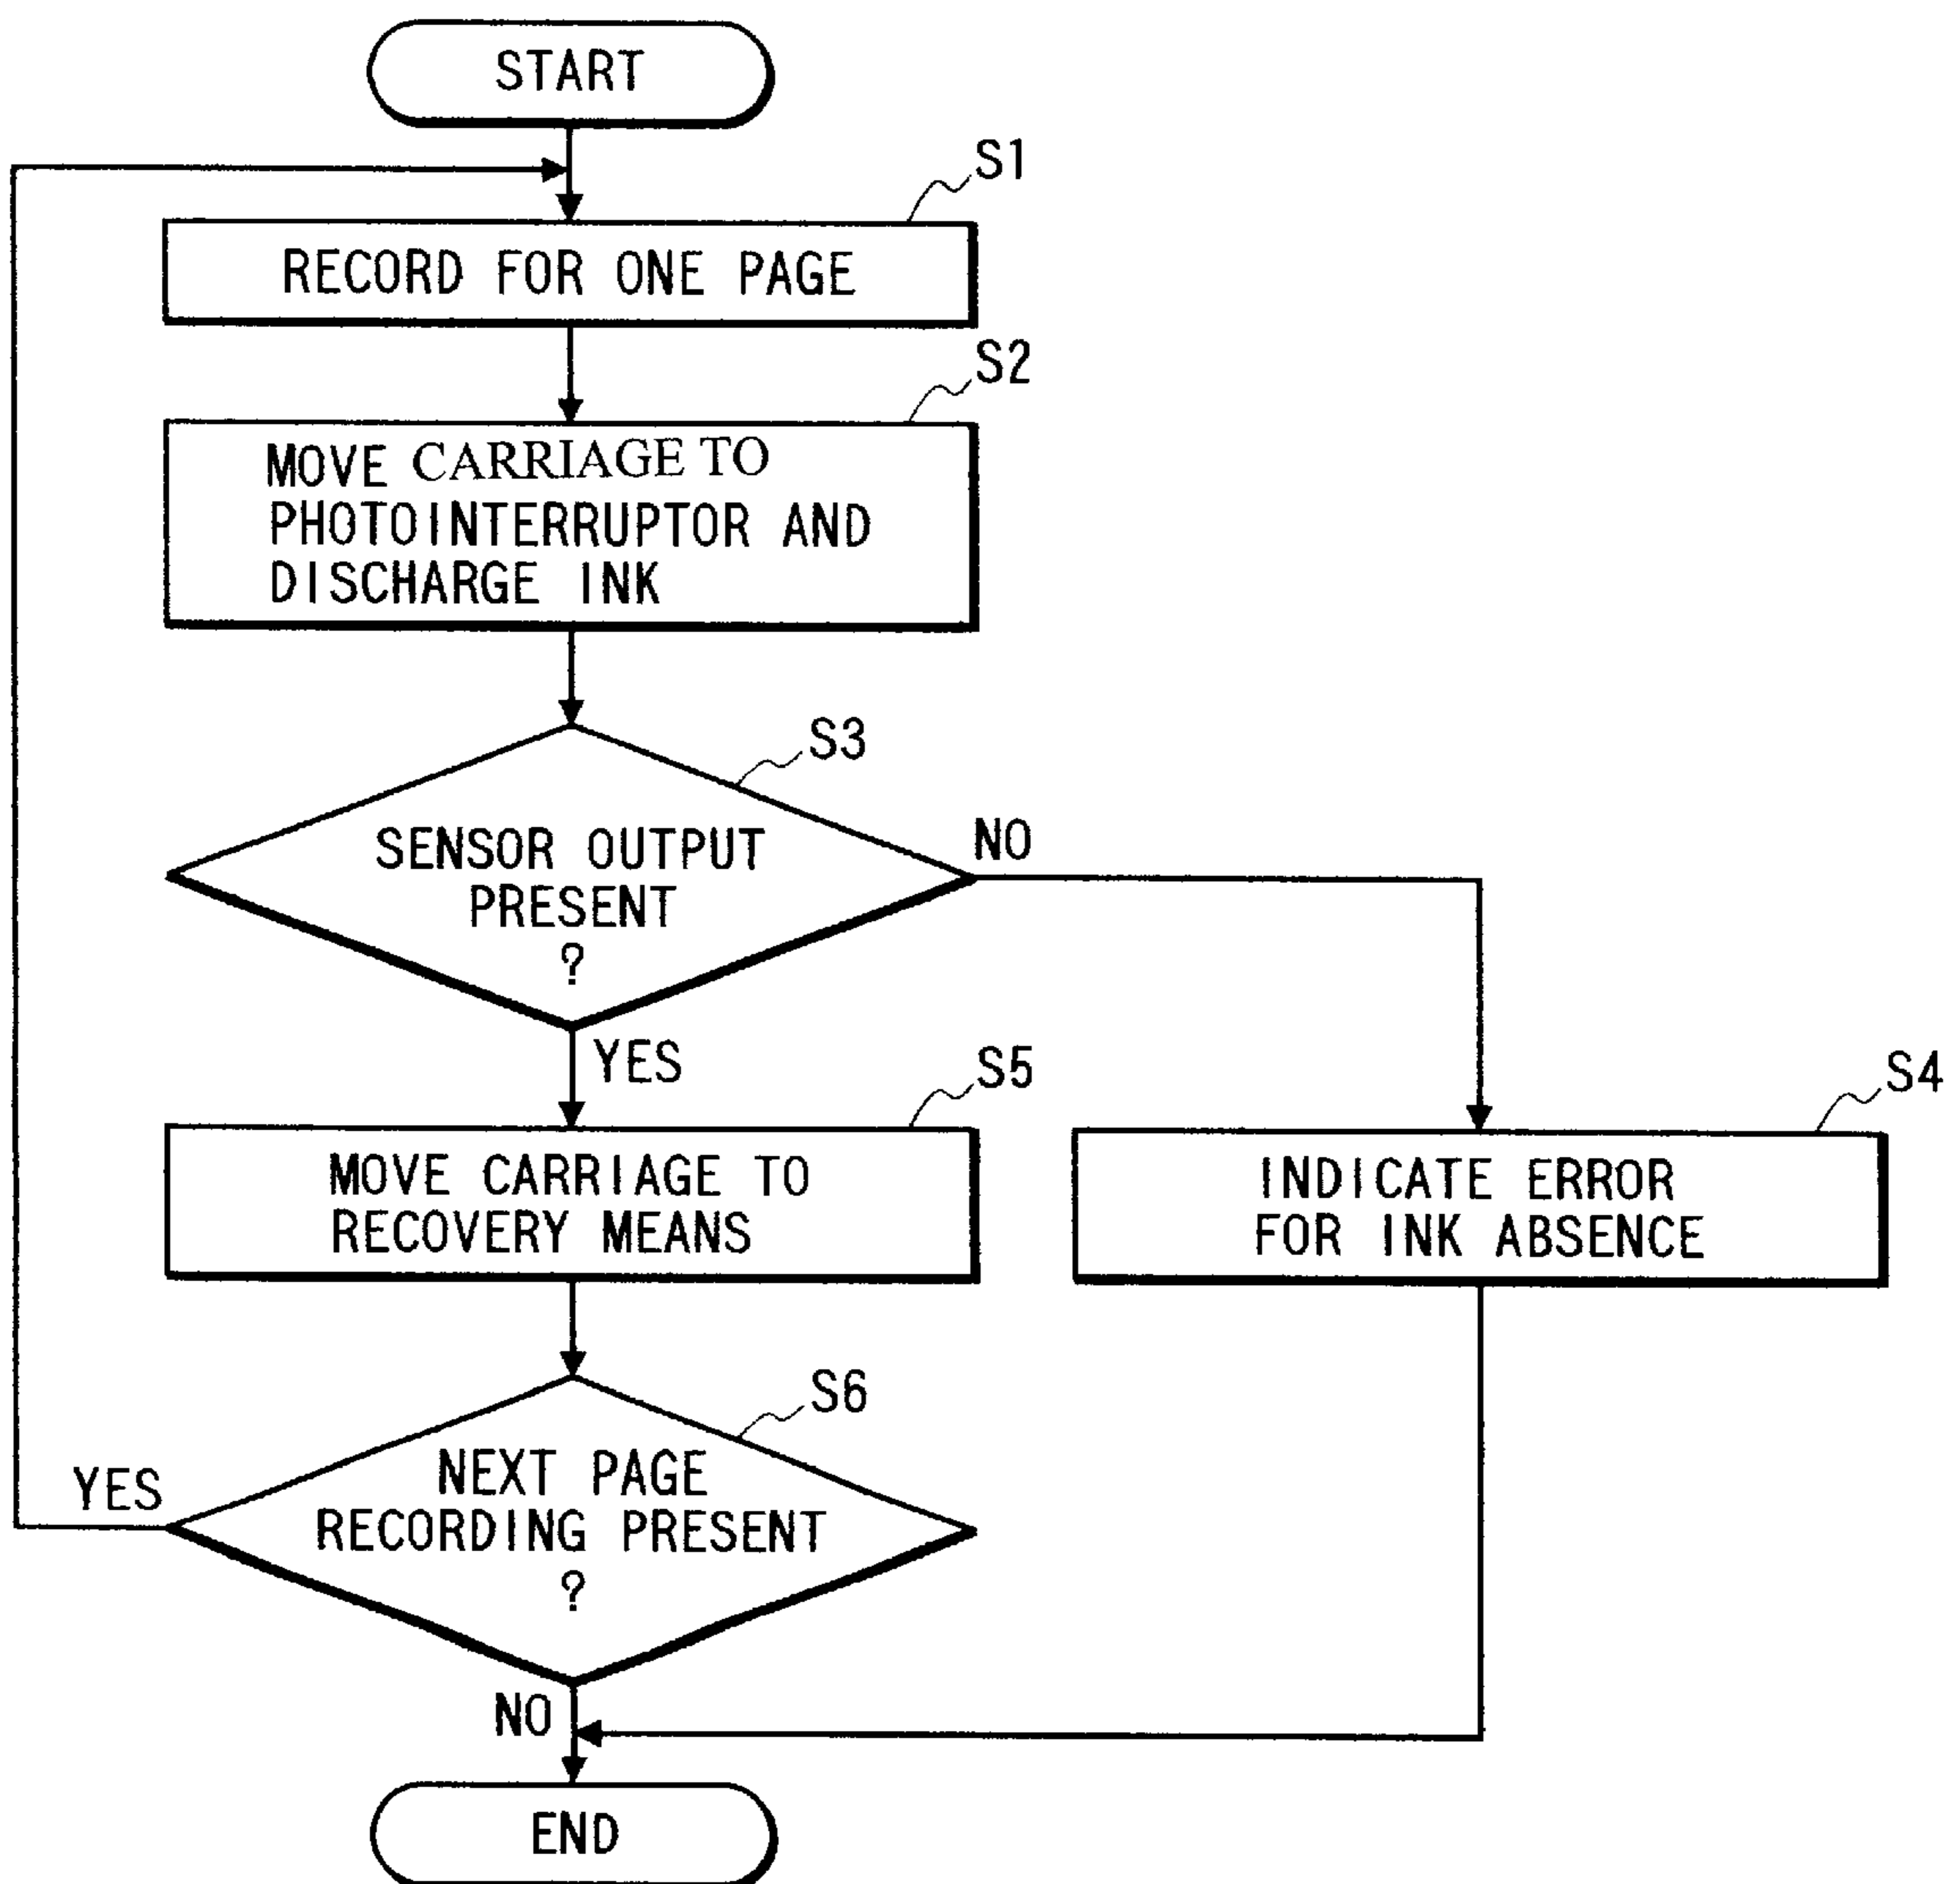 START
S1
RECORD FOR ONE PAGE
S2
MOVE CARRIAGE TO
PHOTOINTERRUPTOR AND
DISCHARGE INK
S3
SENSOR OUTPUT
PRESENT
?
NO
YES
S5
MOVE CARRIAGE TO
RECOVERY MEANS
S4
INDICATE ERROR
FOR INK ABSENCE
S6
NEXT PAGE
RECORDING PRESENT
?
YES
NO
END